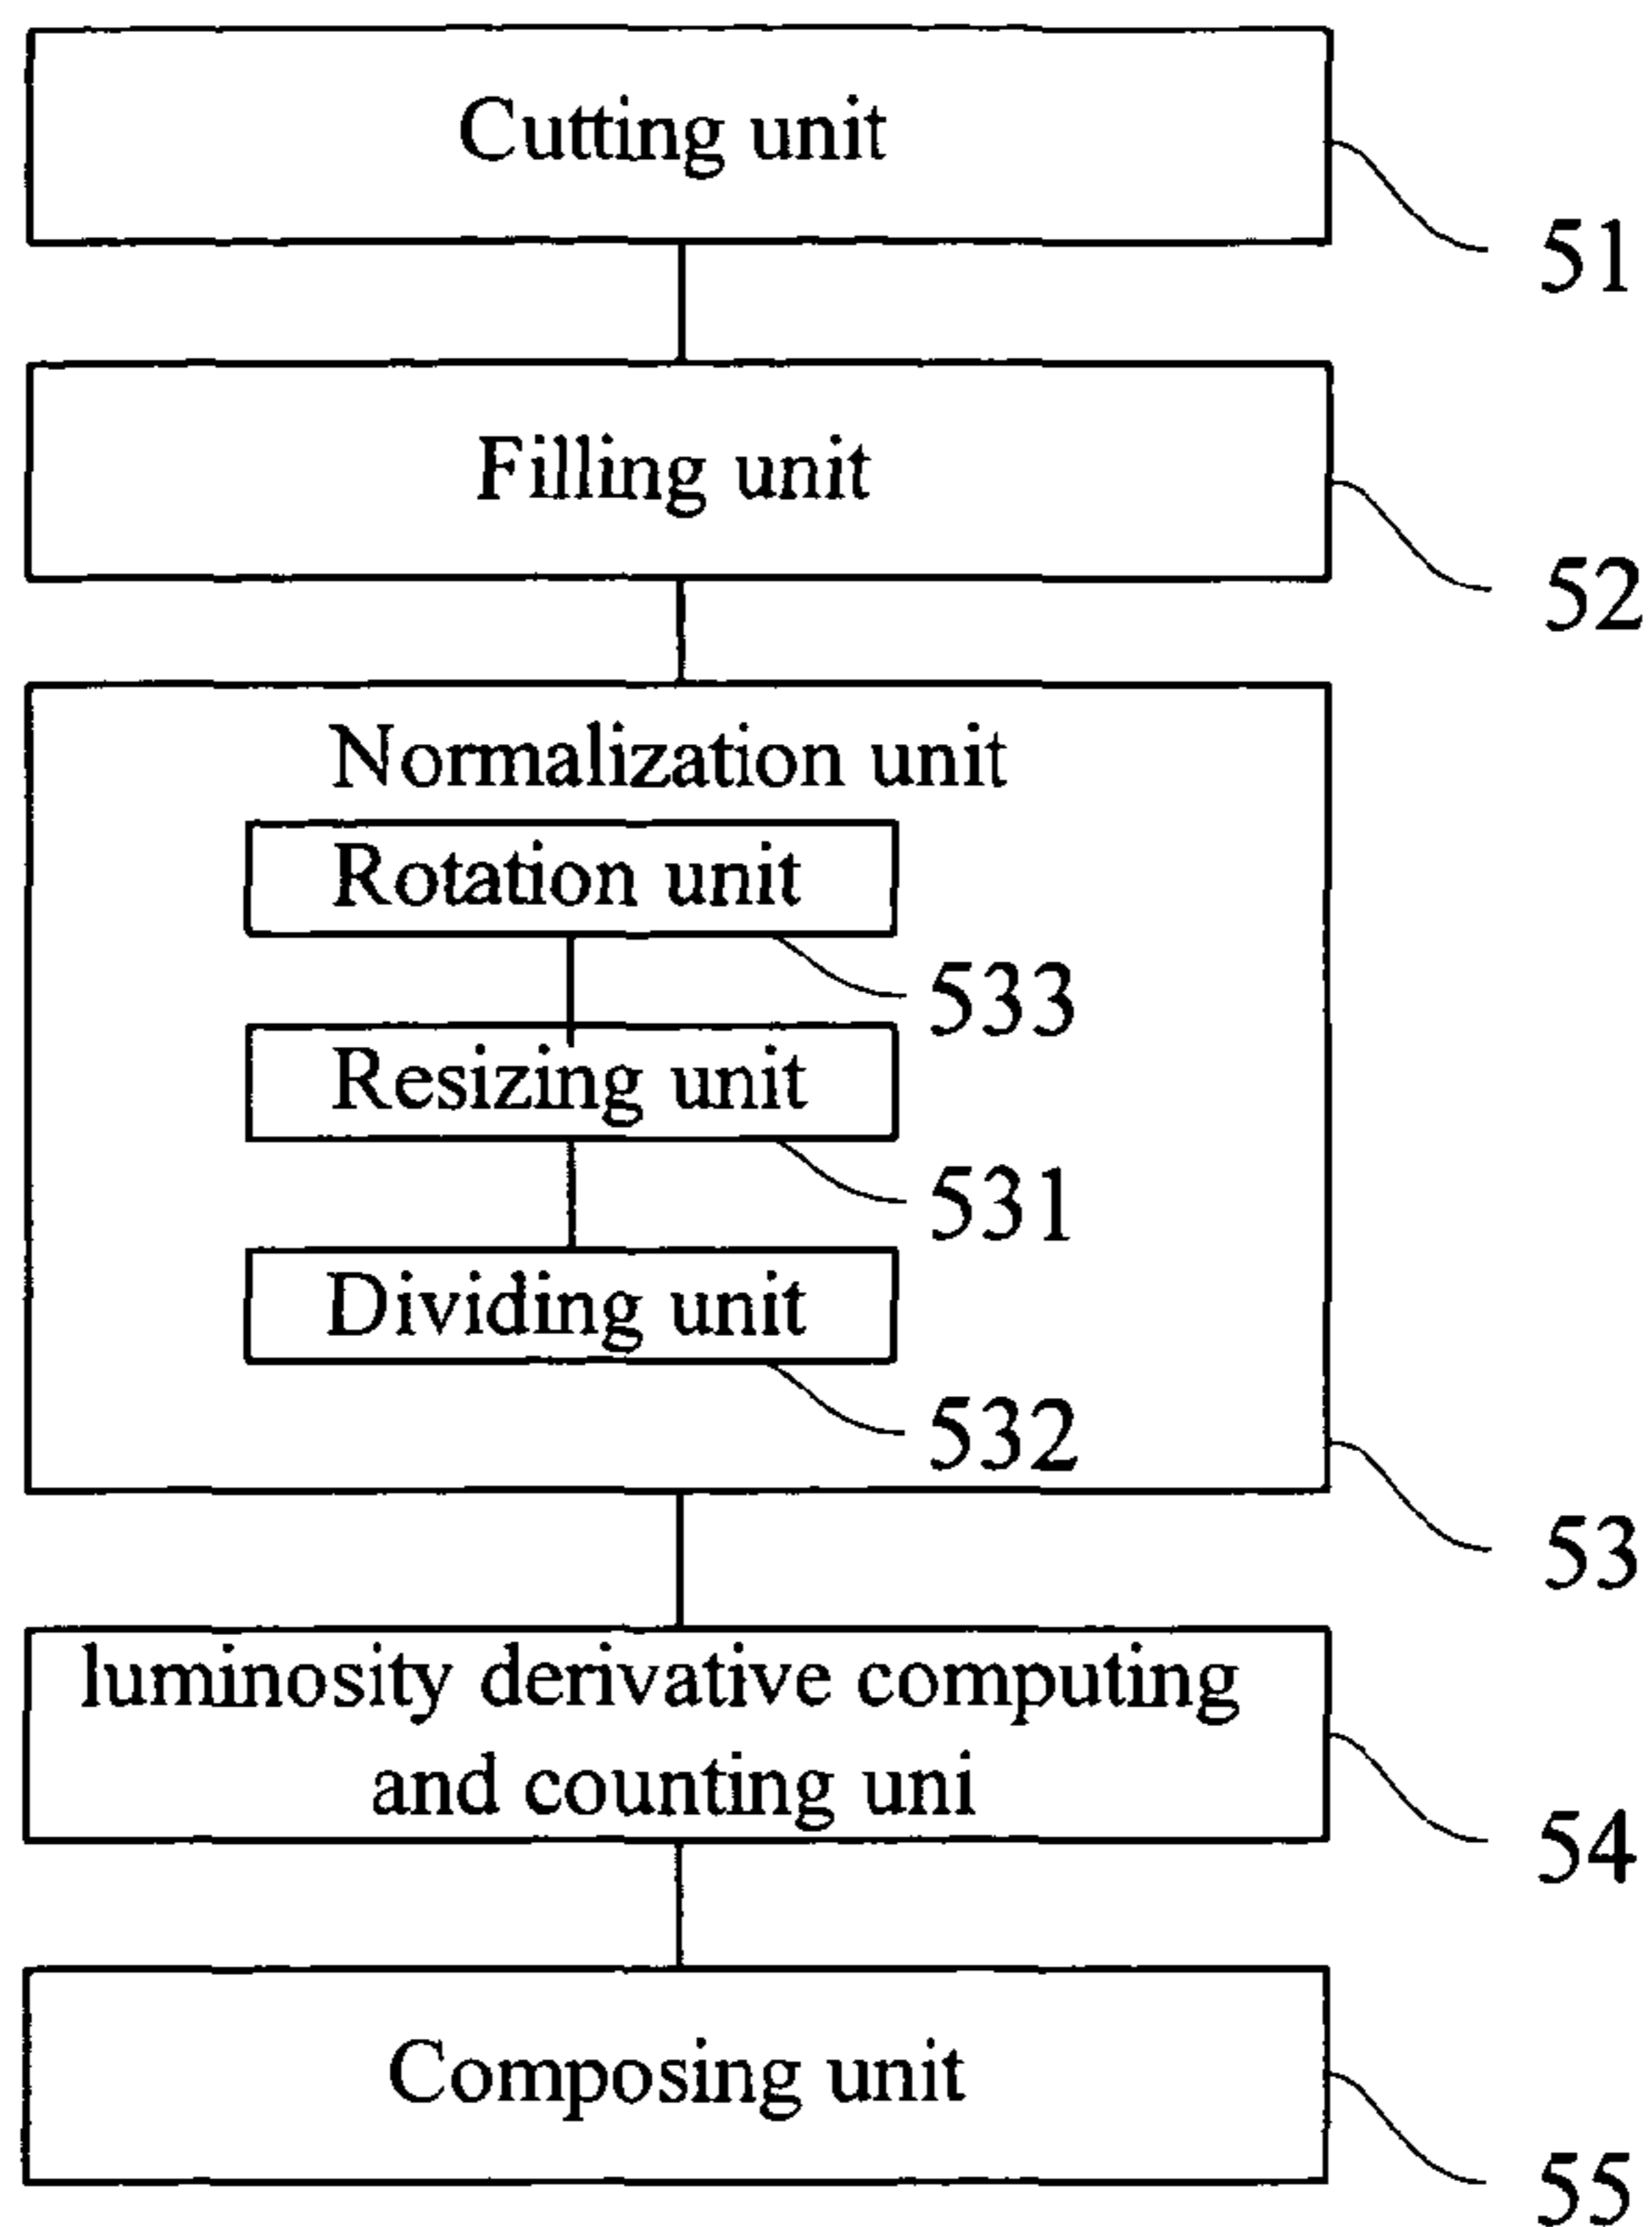 Cutting unit
51
Filling unit
52
Normalization unit
Rotation unit
533
Resizing unit
531
Dividing unit
532
53
luminosity derivative computing
and counting uni
54
Composing unit
55